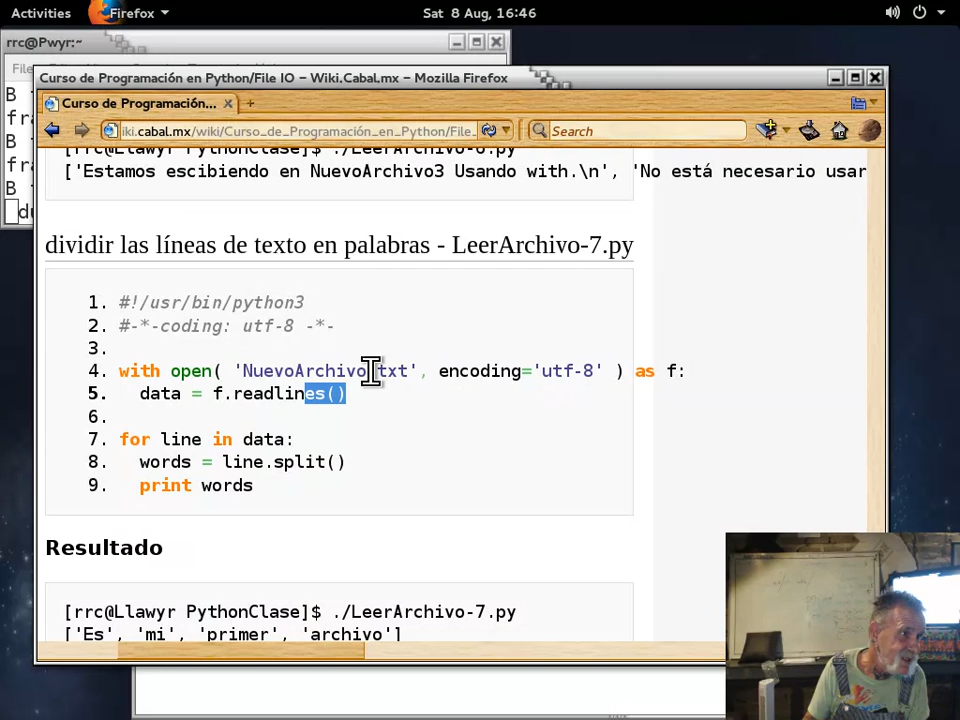 Activities Firefox Sat 8 Aug, 16:46
rrc@Pwyr:~
File
Curso de Programación en Python/File IO – Wiki.Cabal.mx – Mozilla Firefox
B
Curso de Programación...
fra
iki.cabal.mx/wiki/Curso_de_Programación_en_Python/File_ Search
B
[rrc@Llawyr PythonClase]$ ./LeerArchivo-6.py
fra
['Estamos escibiendo en NuevoArchivo3 Usando with.\n', 'No está necesario usar
B
du
dividir las líneas de texto en palabras - LeerArchivo-7.py
1. #!/usr/bin/python3
2. #-*-coding: utf-8 -*-
3.
4. with open( 'NuevoArchivo.txt', encoding='utf-8' ) as f:
5. data = f.readlines()
6.
7. for line in data:
8. words = line.split()
9. print words
Resultado
[rrc@Llawyr PythonClase]$ ./LeerArchivo-7.py
['Es', 'mi', 'primer', 'archivo']